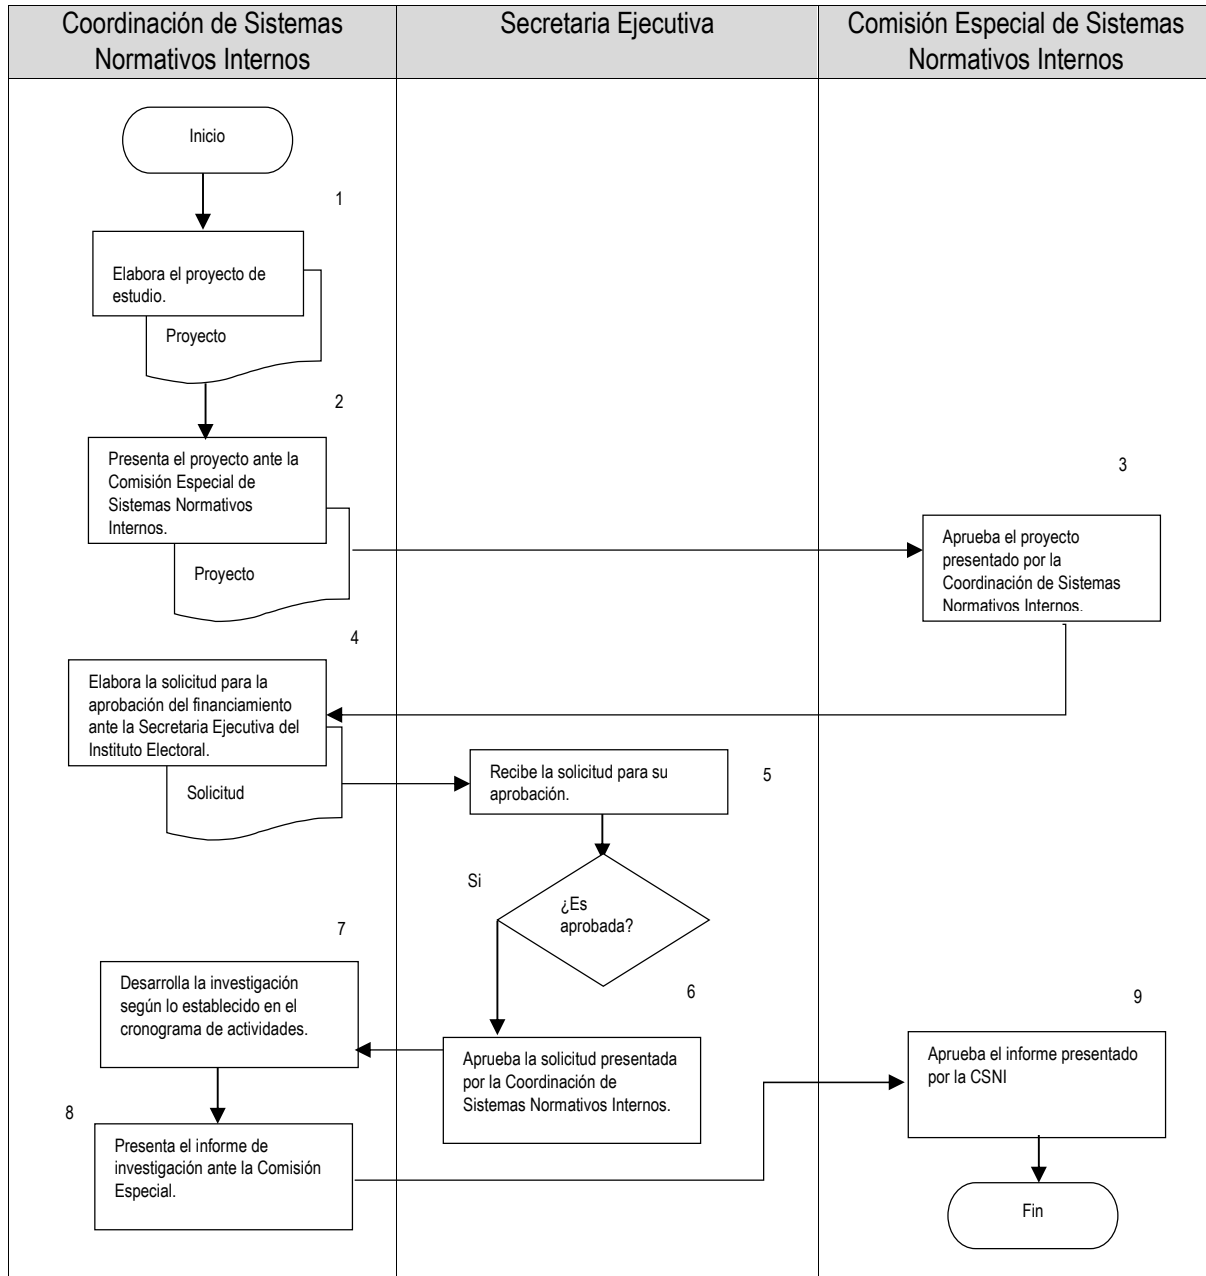 Coordinación de Sistemas
Normativos Internos
Secretaria Ejecutiva
Comisión Especial de Sistemas
Normativos Internos
Inicio
1
Elabora el proyecto de
estudio.
Proyecto
2
Presenta el proyecto ante la
Comisión Especial de
Sistemas Normativos
Internos.
Proyecto
3
Aprueba el proyecto
presentado por la
Coordinación de Sistemas
Normativos Internos.
4
Elabora la solicitud para la
aprobación del financiamiento
ante la Secretaria Ejecutiva del
Instituto Electoral.
Solicitud
Recibe la solicitud para su
aprobación.
5
Si
¿Es
aprobada?
6
Aprueba la solicitud presentada
por la Coordinación de
Sistemas Normativos Internos.
7
Desarrolla la investigación
según lo establecido en el
cronograma de actividades.
8
Presenta el informe de
investigación ante la Comisión
Especial.
9
Aprueba el informe presentado
por la CSNI
Fin